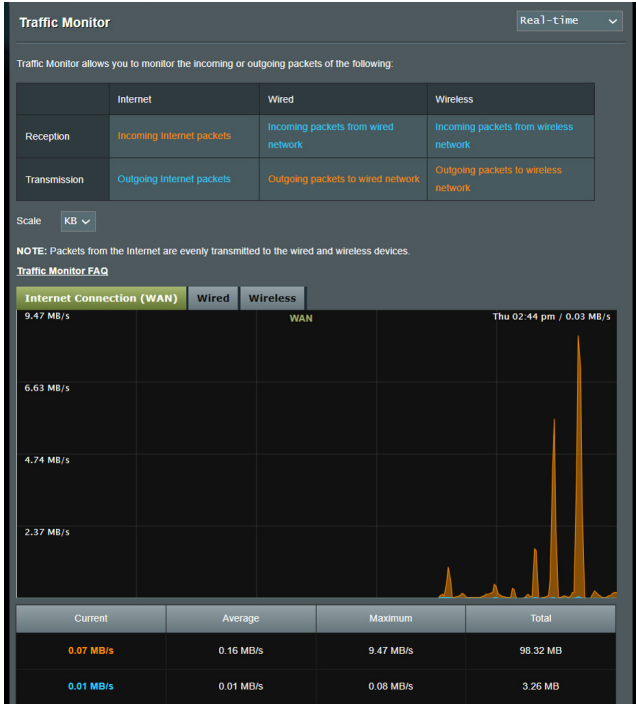 Traffic Monitor
Real-time
Traffic Monitor allows you to monitor the incoming or outgoing packets of the following:
Internet Wired Wireless
Reception Incoming Internet packets Incoming packets from wired network Incoming packets from wireless network
Transmission Outgoing Internet packets Outgoing packets to wired network Outgoing packets to wireless network
Scale KB
NOTE: Packets from the Internet are evenly transmitted to the wired and wireless devices.
Traffic Monitor FAQ
Internet Connection (WAN) Wired Wireless
9.47 MB/s WAN Thu 02:44 pm / 0.03 MB/s
6.63 MB/s
4.74 MB/s
2.37 MB/s
Current Average Maximum Total
0.07 MB/s 0.16 MB/s 9.47 MB/s 98.32 MB
0.01 MB/s 0.01 MB/s 0.08 MB/s 3.26 MB